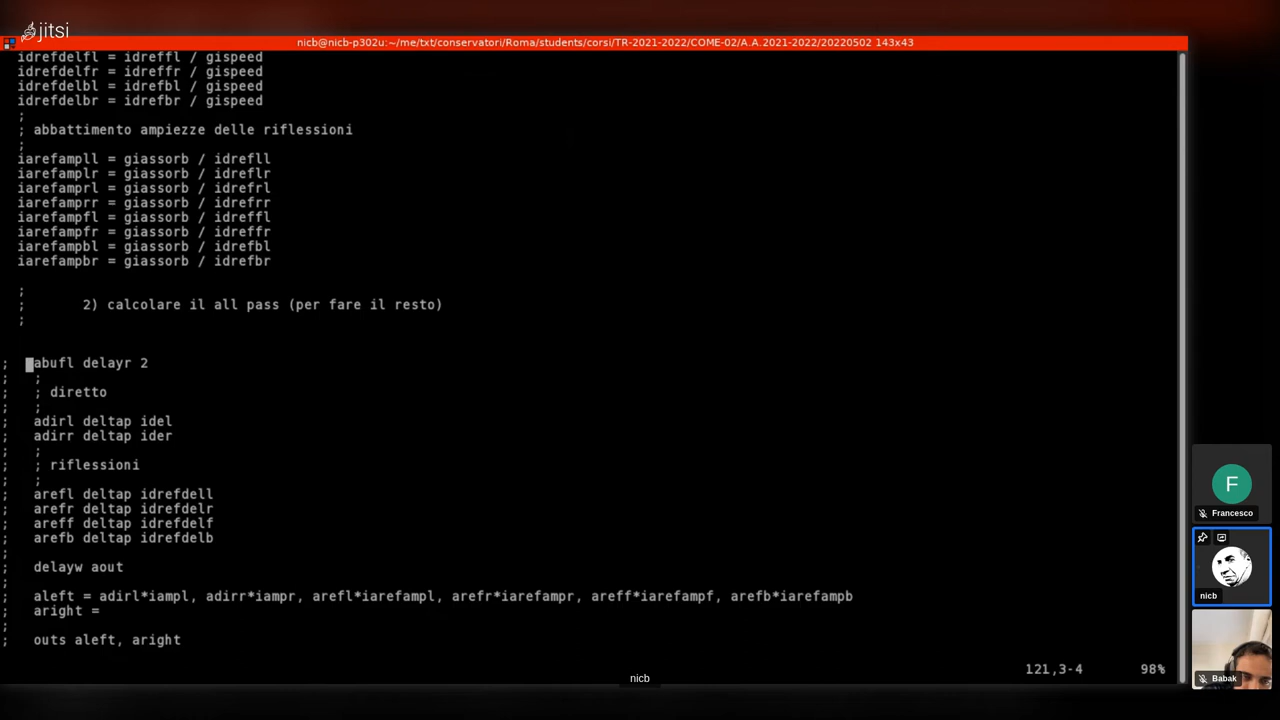 jitsi
nicb@nicb-p302u:~/me/txt/conservatori/Roma/students/corsi/TR-2021-2022/COME-02/A.A.2021-2022/20220502 143x43
idrefdelfl = idreffl / gispeed
idrefdelfr = idreffr / gispeed
idrefdelbl = idrefbl / gispeed
idrefdelbr = idrefbr / gispeed
;
; abbattimento ampiezze delle riflessioni
;
iarefampll = giassorb / idrefll
iarefamplr = giassorb / idreflr
iarefamprl = giassorb / idrefrl
iarefamprr = giassorb / idrefrr
iarefampfl = giassorb / idreffl
iarefampfr = giassorb / idreffr
iarefampbl = giassorb / idrefbl
iarefampbr = giassorb / idrefbr
;
; 2) calcolare il all pass (per fare il resto)
;
; abufl delayr 2
; ;
; ; diretto
; ;
; adirl deltap idel
; adirr deltap ider
; ;
; ; riflessioni
; ;
; arefl deltap idrefdell
; arefr deltap idrefdelr
; areff deltap idrefdelf
; arefb deltap idrefdelb
;
; delayw aout
;
; aleft = adirl*iampl, adirr*iampr, arefl*iarefampl, arefr*iarefampr, areff*iarefampf, arefb*iarefampb
; aright =
;
; outs aleft, aright
121,3-4 98%
nicb
F
Francesco
nicb
Babak